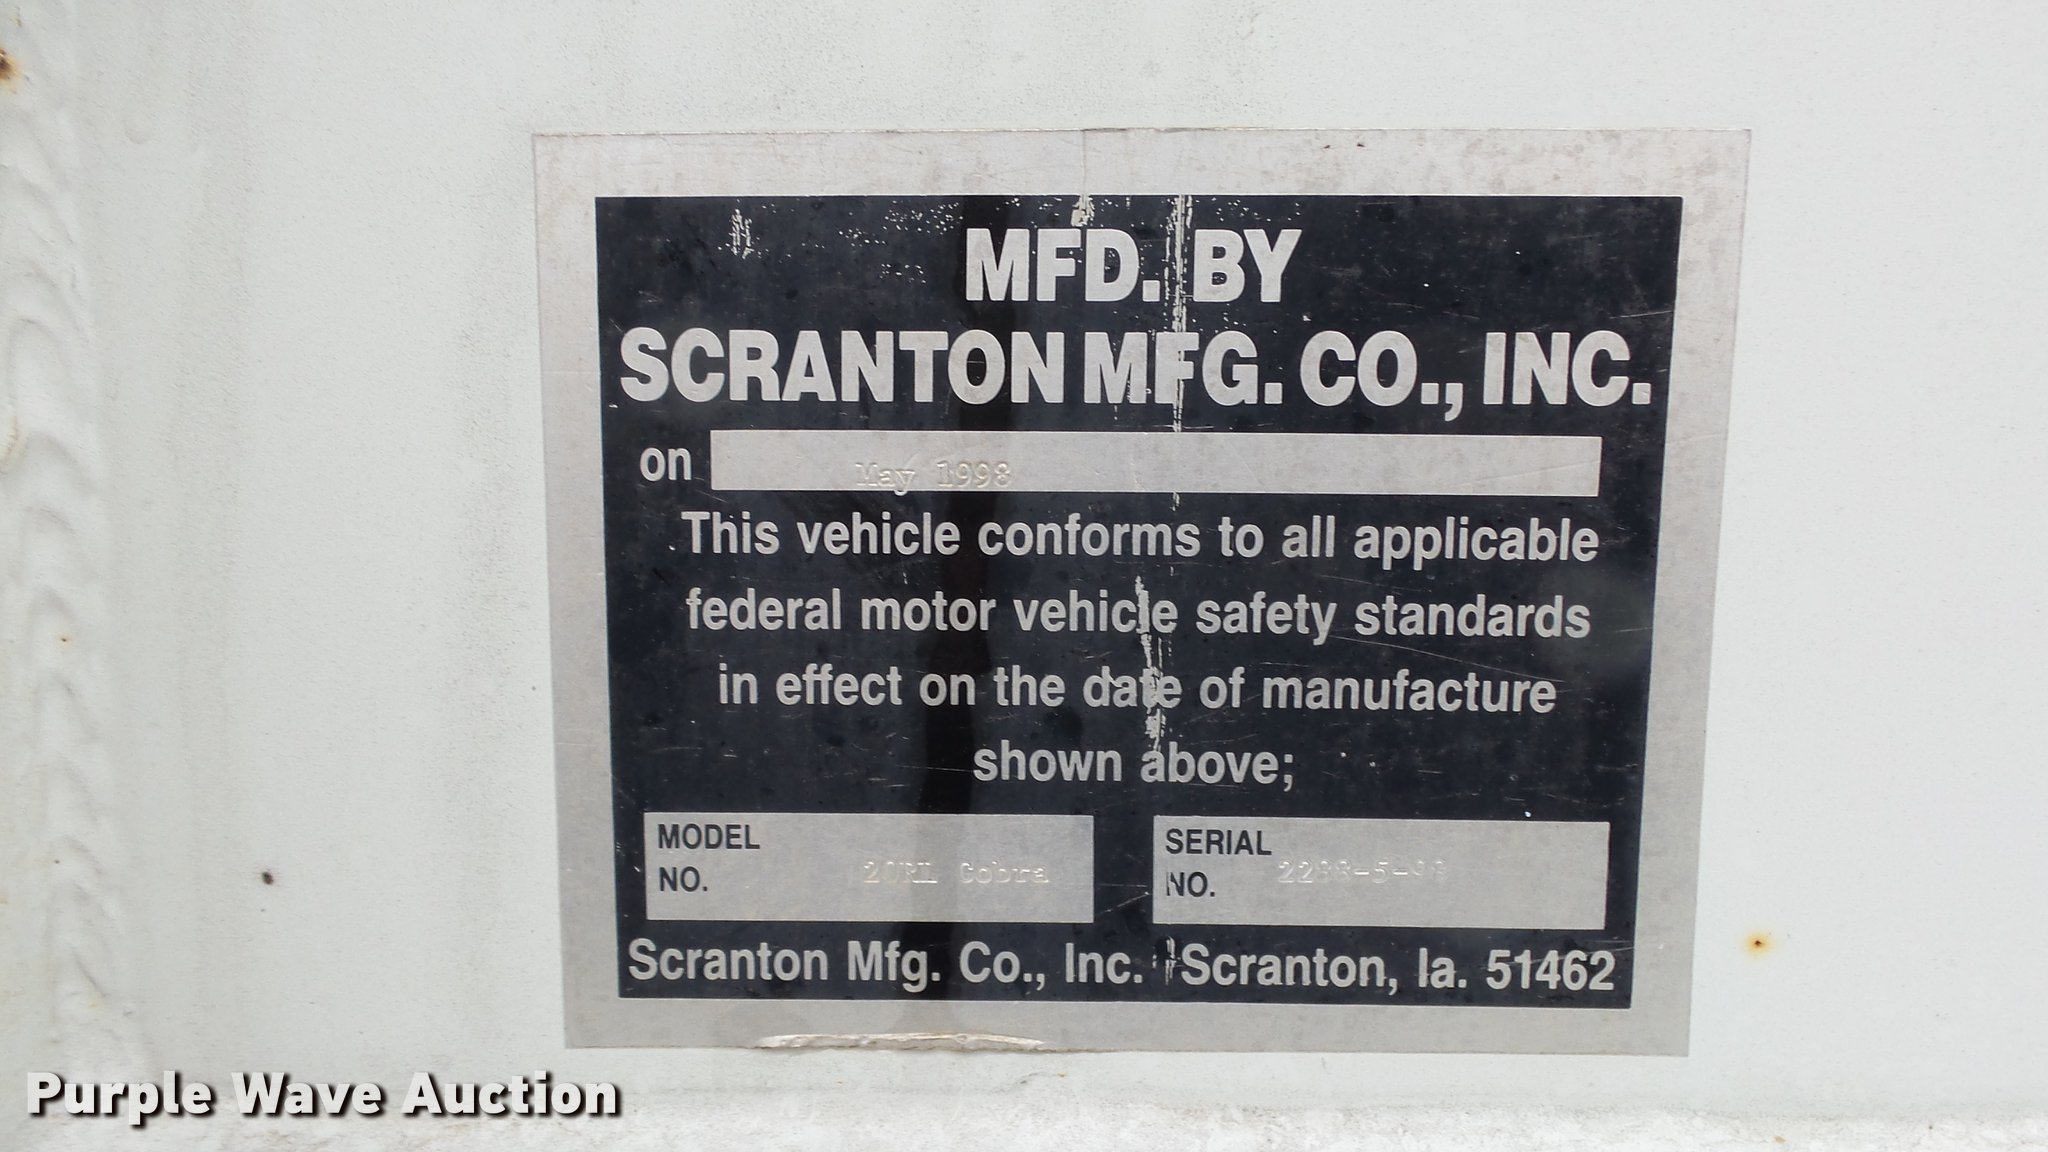 MFD. BY
SCRANTON MFG. CO., INC.
on May 1998
This vehicle conforms to all applicable
federal motor vehicle safety standards
in effect on the date of manufacture
shown above;
MODEL
NO. 20RL Cobra
SERIAL
NO.
Scranton Mfg. Co., Inc. Scranton, Ia. 51462
Purple Wave Auction